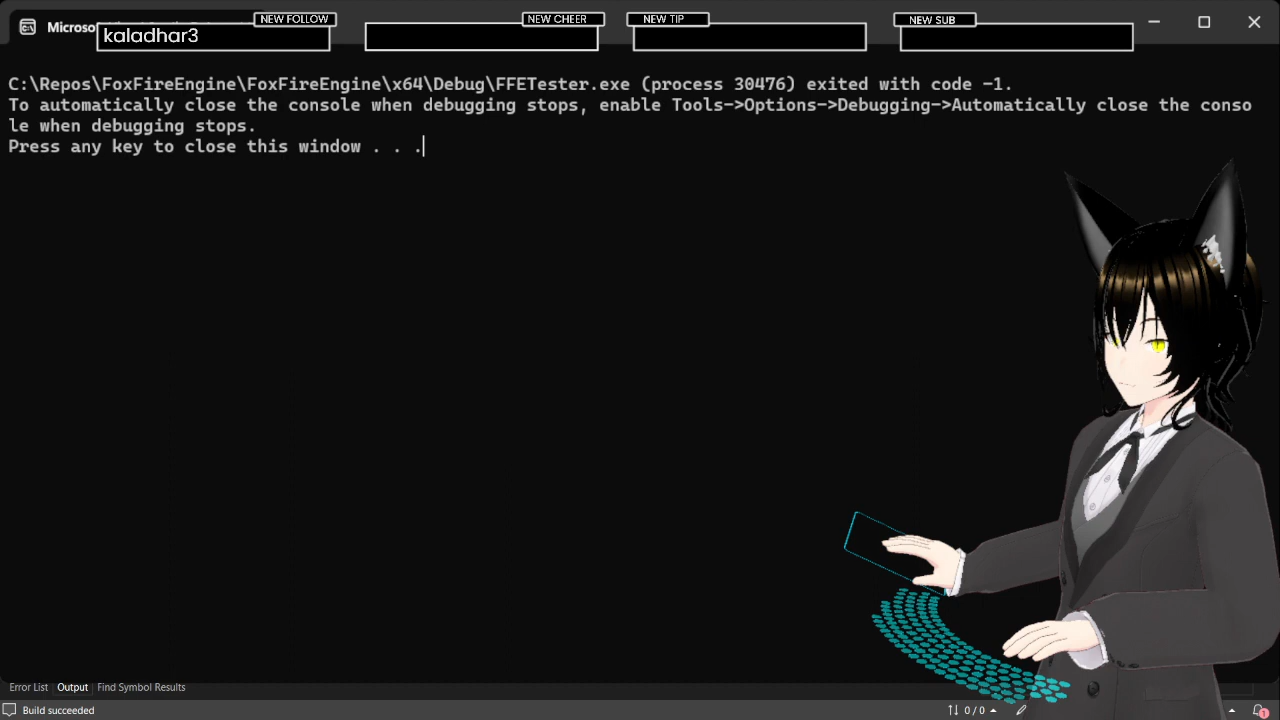 NEW FOLLOW
NEW CHEER
NEW TIP
NEW SUB
kaladhar3
C:\Repos\FoxFireEngine\FoxFireEngine\x64\Debug\FFETester.exe (process 30476) exited with code -1.
To automatically close the console when debugging stops, enable Tools->Options->Debugging->Automatically close the conso
le when debugging stops.
Press any key to close this window . . .
Error List Output Find Symbol Results
Build succeeded
0 / 0
1